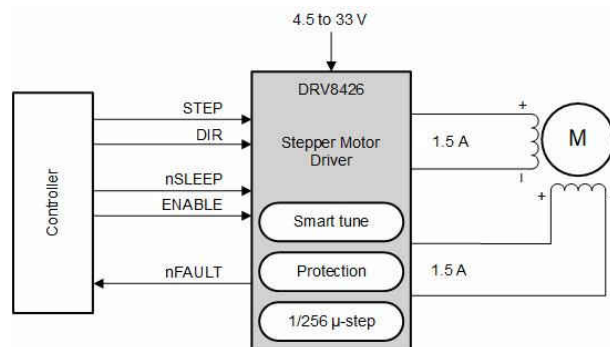 4.5 to 33 V
DRV8426
Stepper Motor
Driver
Controller
STEP
DIR
nSLEEP
ENABLE
nFAULT
Smart tune
Protection
1/256 µ-step
1.5 A
1.5 A
+
–
+
M